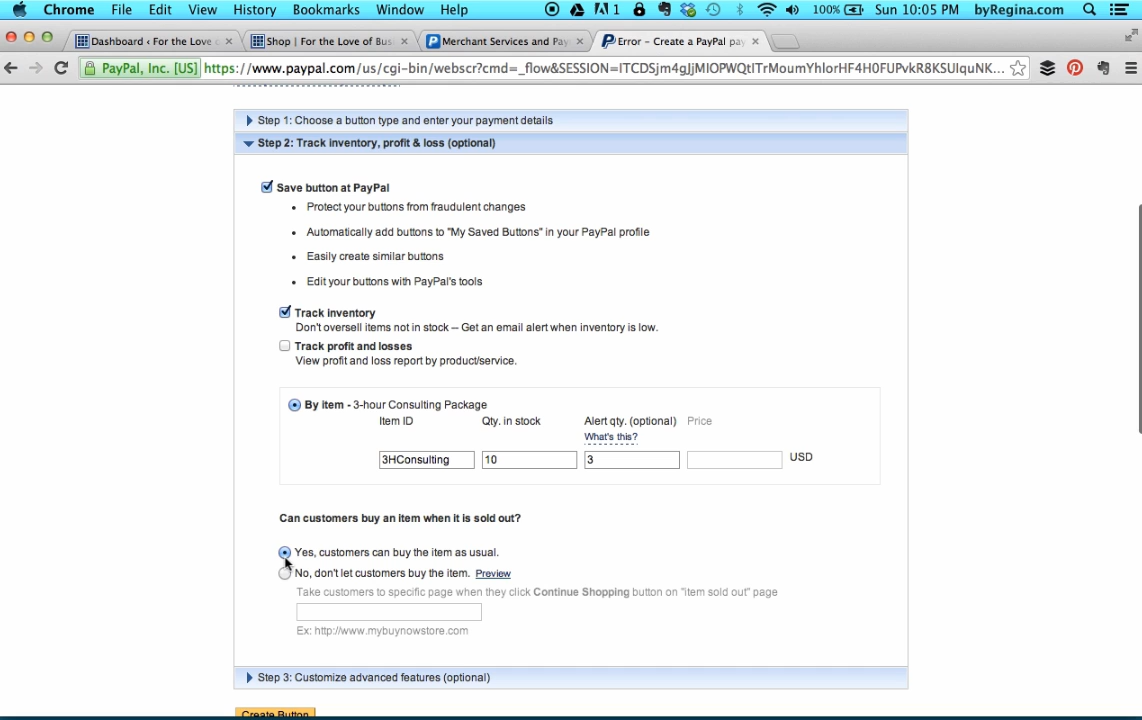 Chrome File Edit View History Bookmarks Window Help 1 100% Sun 10:05 PM byRegina.com
Dashboard ‹ For the Love o × Shop | For the Love of Busi × Merchant Services and Pay × Error – Create a PayPal pay ×
PayPal, Inc. [US] https://www.paypal.com/us/cgi-bin/webscr?cmd=_flow&SESSION=
Step 1: Choose a button type and enter your payment details
Step 2: Track inventory, profit & loss (optional)
Save button at PayPal
• Protect your buttons from fraudulent changes
• Automatically add buttons to "My Saved Buttons" in your PayPal profile
• Easily create similar buttons
• Edit your buttons with PayPal's tools
Track inventory
Don't oversell items not in stock -- Get an email alert when inventory is low.
Track profit and losses
View profit and loss report by product/service.
By item - 3-hour Consulting Package
Item ID Qty. in stock Alert qty. (optional) Price
What's this?
3HConsulting 10 3 USD
Can customers buy an item when it is sold out?
Yes, customers can buy the item as usual.
No, don't let customers buy the item. Preview
Take customers to specific page when they click Continue Shopping button on "item sold out" page
Ex: http://www.mybuynowstore.com
Step 3: Customize advanced features (optional)
Create Button